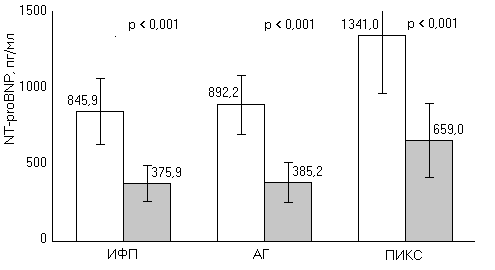 1500
p < 0,001
p < 0,001
1341,0
p < 0,001
NT-proBNP, пг/мл
1000
845,9
892,2
659,0
500
375,9
385,2
0
ИФП
АГ
ПИКС